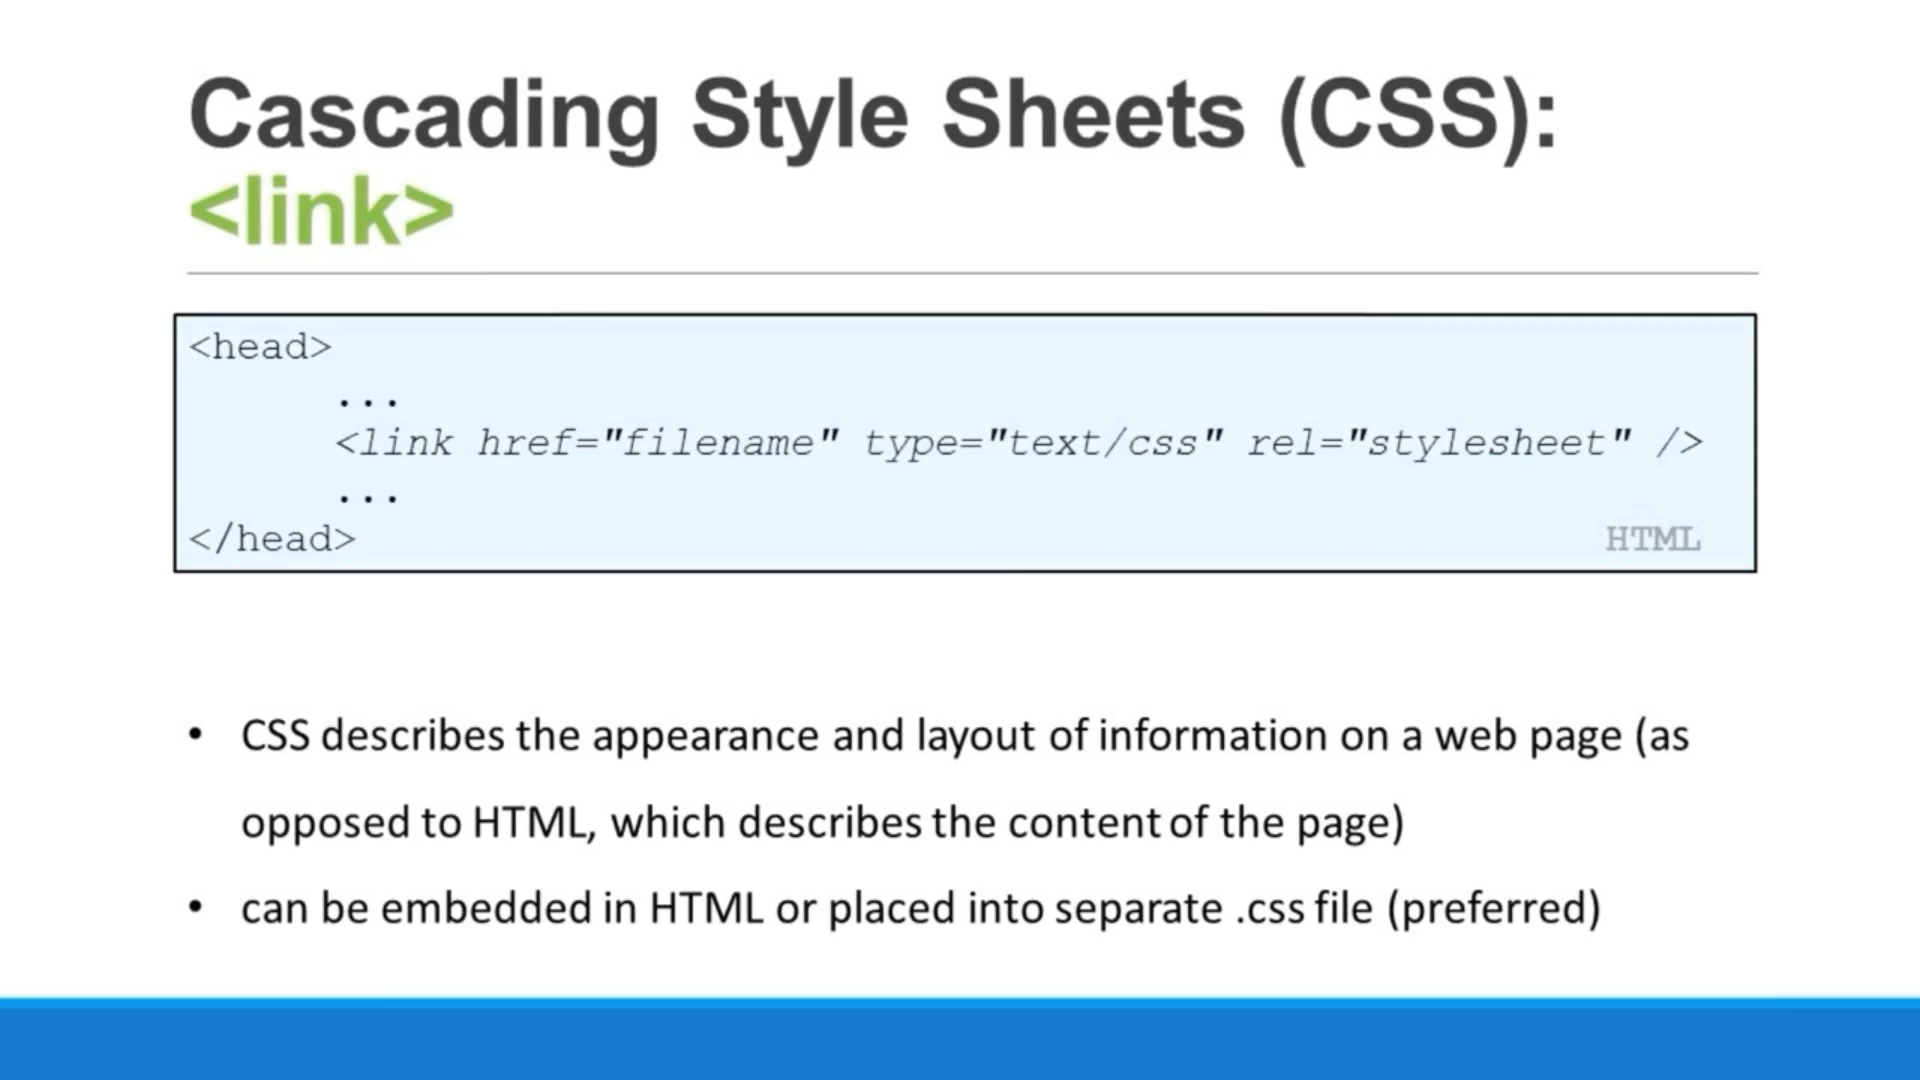 Cascading Style Sheets (CSS):
<link>
<head>
...
<link href="filename" type="text/css" rel="stylesheet" />
...
</head>
HTML
• CSS describes the appearance and layout of information on a web page (as
opposed to HTML, which describes the content of the page)
• can be embedded in HTML or placed into separate .css file (preferred)